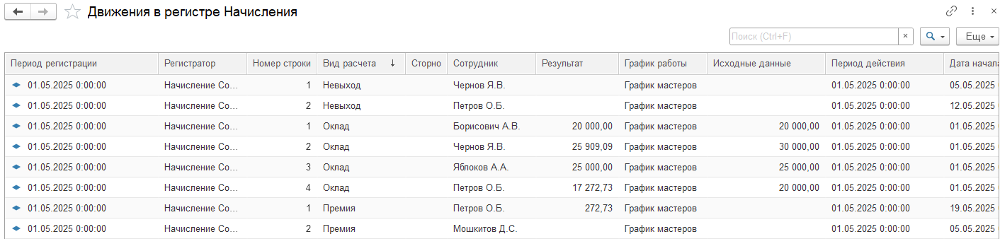 Движения в регистре Начисления
Поиск (Ctrl+F) × Еще
Период регистрации Регистратор Номер строки Вид расчета ↓ Сторно Сотрудник Результат График работы Исходные данные Период действия Дата начала
01.05.2025 0:00:00 Начисление Со... 1 Невыход Чернов Я.В. График мастеров 01.05.2025 0:00:00 05.05.2025
01.05.2025 0:00:00 Начисление Со... 2 Невыход Петров О.Б. График мастеров 01.05.2025 0:00:00 12.05.2025
01.05.2025 0:00:00 Начисление Со... 1 Оклад Борисович А.В. 20 000,00 График мастеров 20 000,00 01.05.2025 0:00:00 01.05.2025
01.05.2025 0:00:00 Начисление Со... 2 Оклад Чернов Я.В. 25 909,09 График мастеров 30 000,00 01.05.2025 0:00:00 01.05.2025
01.05.2025 0:00:00 Начисление Со... 3 Оклад Яблоков А.А. 25 000,00 График мастеров 25 000,00 01.05.2025 0:00:00 01.05.2025
01.05.2025 0:00:00 Начисление Со... 4 Оклад Петров О.Б. 17 272,73 График мастеров 20 000,00 01.05.2025 0:00:00 01.05.2025
01.05.2025 0:00:00 Начисление Со... 1 Премия Петров О.Б. 272,73 График мастеров 01.05.2025 0:00:00 19.05.2025
01.05.2025 0:00:00 Начисление Со... 2 Премия Мошкитов Д.С. График мастеров 01.05.2025 0:00:00 05.05.2025